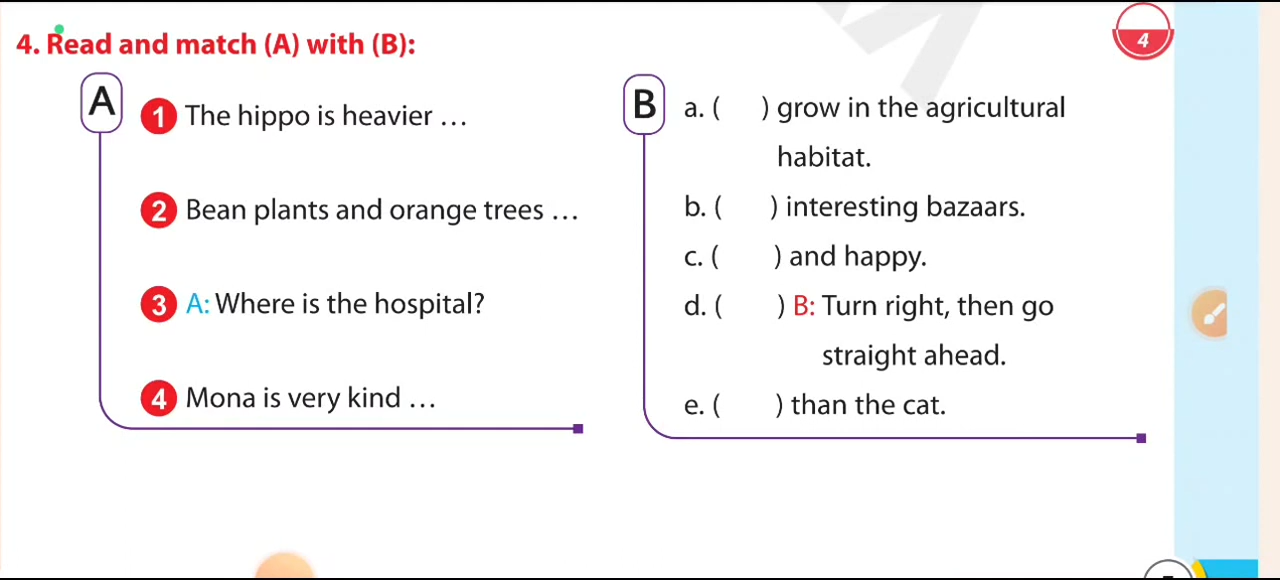 4. Read and match (A) with (B):
4
A
1 The hippo is heavier ...
2 Bean plants and orange trees ...
3 A: Where is the hospital?
4 Mona is very kind ...
B
a. (    ) grow in the agricultural
habitat.
b. (    ) interesting bazaars.
c. (    ) and happy.
d. (    ) B: Turn right, then go
straight ahead.
e. (    ) than the cat.